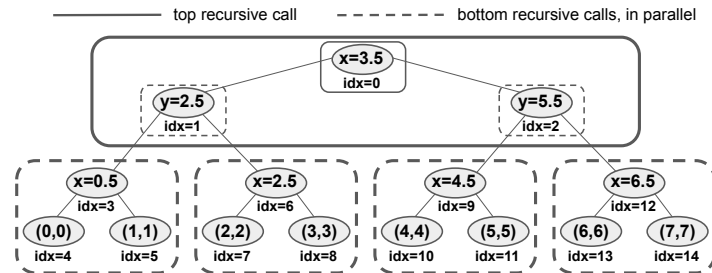 top recursive call bottom recursive calls, in parallel
x=3.5
idx=0
y=2.5 y=5.5
idx=1 idx=2
x=0.5 x=2.5 x=4.5 x=6.5
idx=3 idx=6 idx=9 idx=12
(0,0) (1,1) (2,2) (3,3) (4,4) (5,5) (6,6) (7,7)
idx=4 idx=5 idx=7 idx=8 idx=10 idx=11 idx=13 idx=14